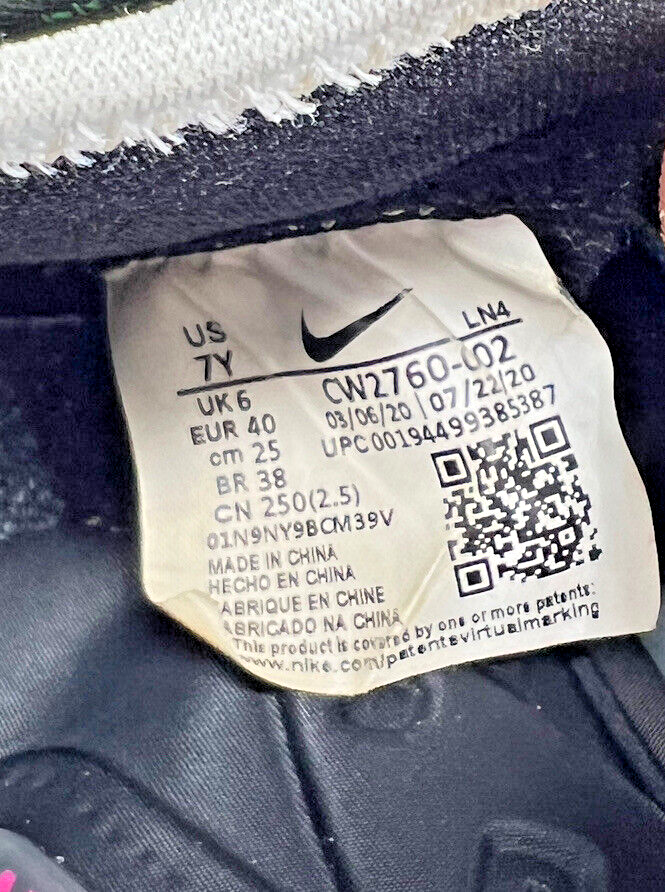 US
7Y
LN4
UK 6
EUR 40
cm 25
BR 38
CN 250(2.5)
CW2760-002
03/06/20 | 07/22/20
UPC 00194499385387
01N9NY9BCM39V
MADE IN CHINA
HECHO EN CHINA
ABRIQUE EN CHINE
ABRICADO NA CHINA
This product is covered by one or more patents:
www.nike.com/patentsvirtualmarking